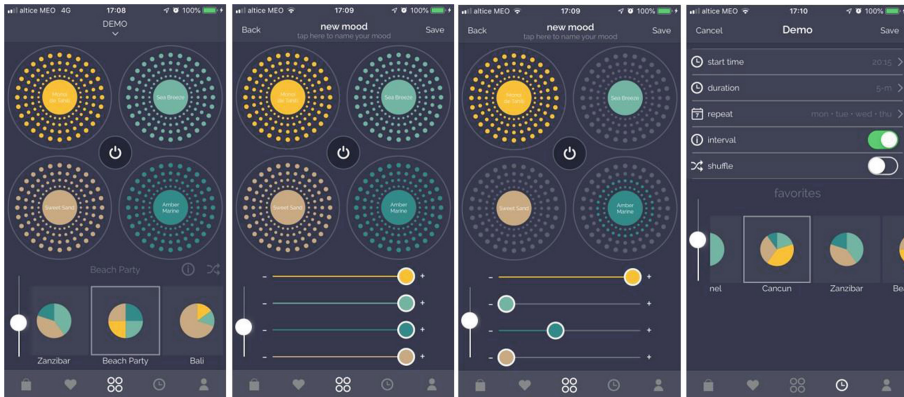 altice MEO 4G 17:08 100%
DEMO
Sea Breeze
Sweet Sand
Amber
Marine
Beach Party
Zanzibar
Beach Party
Bali
altice MEO 17:09 100%
Back
new mood
Save
tap here to name your mood
Sea Breeze
Sweet Sand
Amber
Marine
- +
- +
- +
- +
altice MEO 17:09 100%
Back
new mood
Save
tap here to name your mood
Sea Breeze
Sweet Sand
Amber
Marine
- +
- +
- +
- +
altice MEO 17:10 100%
Cancel
Demo
Save
start time 20:15
duration 5-m
repeat mon • tue • wed • thu
interval
shuffle
favorites
nel
Cancun
Zanzibar
Bea